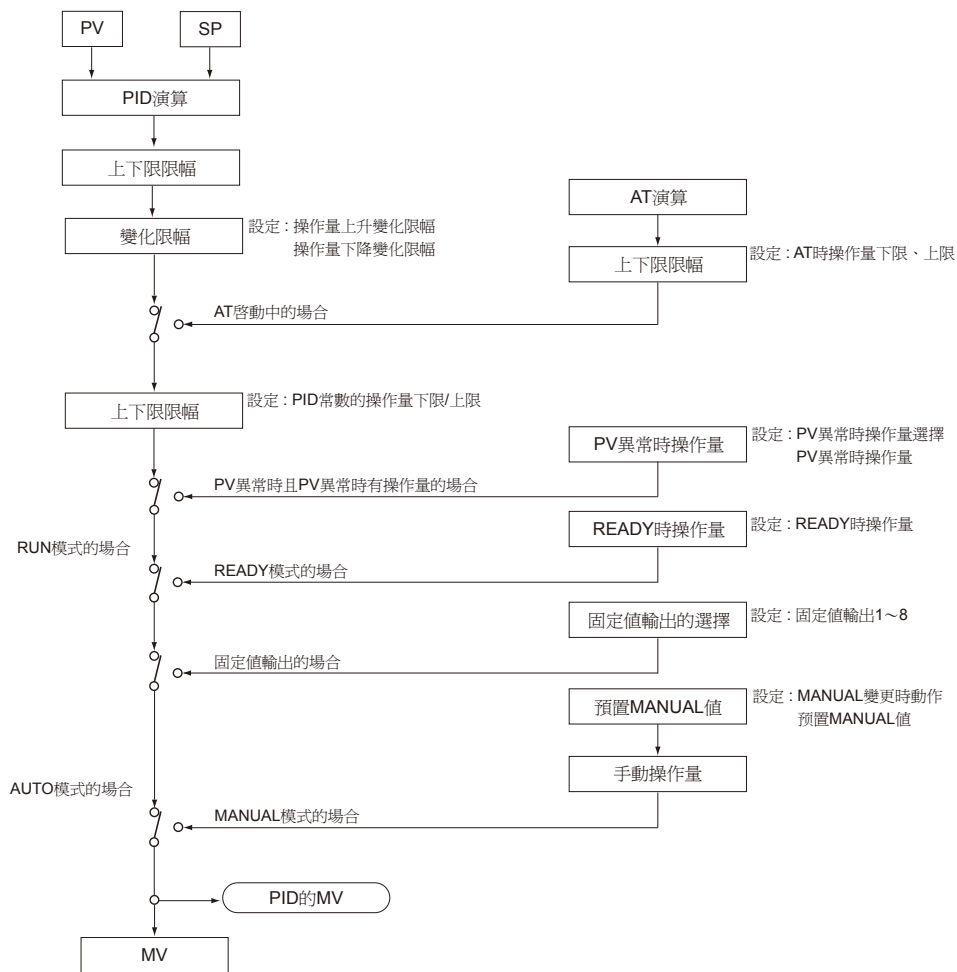 PV
SP
PID演算
上下限限幅
AT演算
變化限幅
設定 : 操作量上升變化限幅
操作量下降變化限幅
上下限限幅
設定 : AT時操作量下限、上限
AT啓動中的場合
上下限限幅
設定 : PID常數的操作量下限/上限
PV異常時操作量
設定 : PV異常時操作量選擇
PV異常時操作量
PV異常時且PV異常時有操作量的場合
READY時操作量
設定 : READY時操作量
RUN模式的場合
READY模式的場合
固定值輸出的選擇
設定 : 固定值輸出1～8
固定值輸出的場合
預置MANUAL值
設定 : MANUAL變更時動作
預置MANUAL值
手動操作量
AUTO模式的場合
MANUAL模式的場合
PID的MV
MV